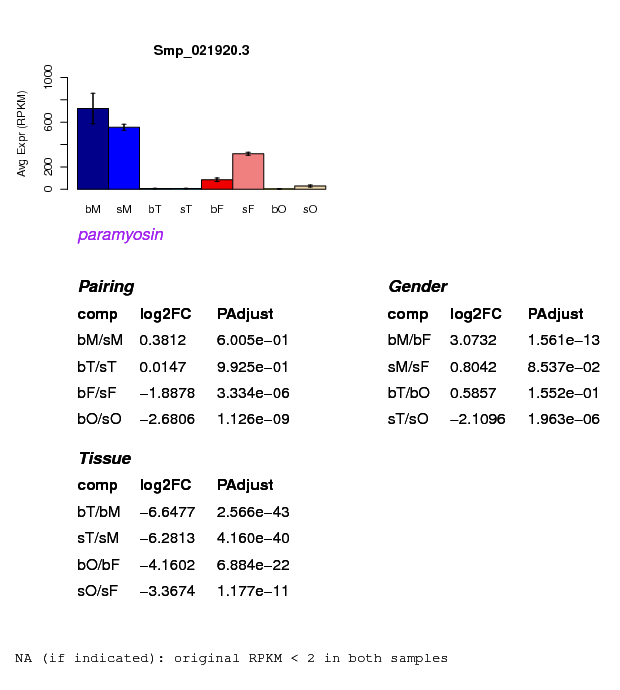 Smp_021920.3
Avg Expr (RPKM)
1000
600
200
0
bM sM bT sT bF sF bO sO
paramyosin
Pairing
comp log2FC PAdjust
bM/sM 0.3812 6.005e−01
bT/sT 0.0147 9.925e−01
bF/sF −1.8878 3.334e−06
bO/sO −2.6806 1.126e−09
Gender
comp log2FC PAdjust
bM/bF 3.0732 1.561e−13
sM/sF 0.8042 8.537e−02
bT/bO 0.5857 1.552e−01
sT/sO −2.1096 1.963e−06
Tissue
comp log2FC PAdjust
bT/bM −6.6477 2.566e−43
sT/sM −6.2813 4.160e−40
bO/bF −4.1602 6.884e−22
sO/sF −3.3674 1.177e−11
NA (if indicated): original RPKM < 2 in both samples